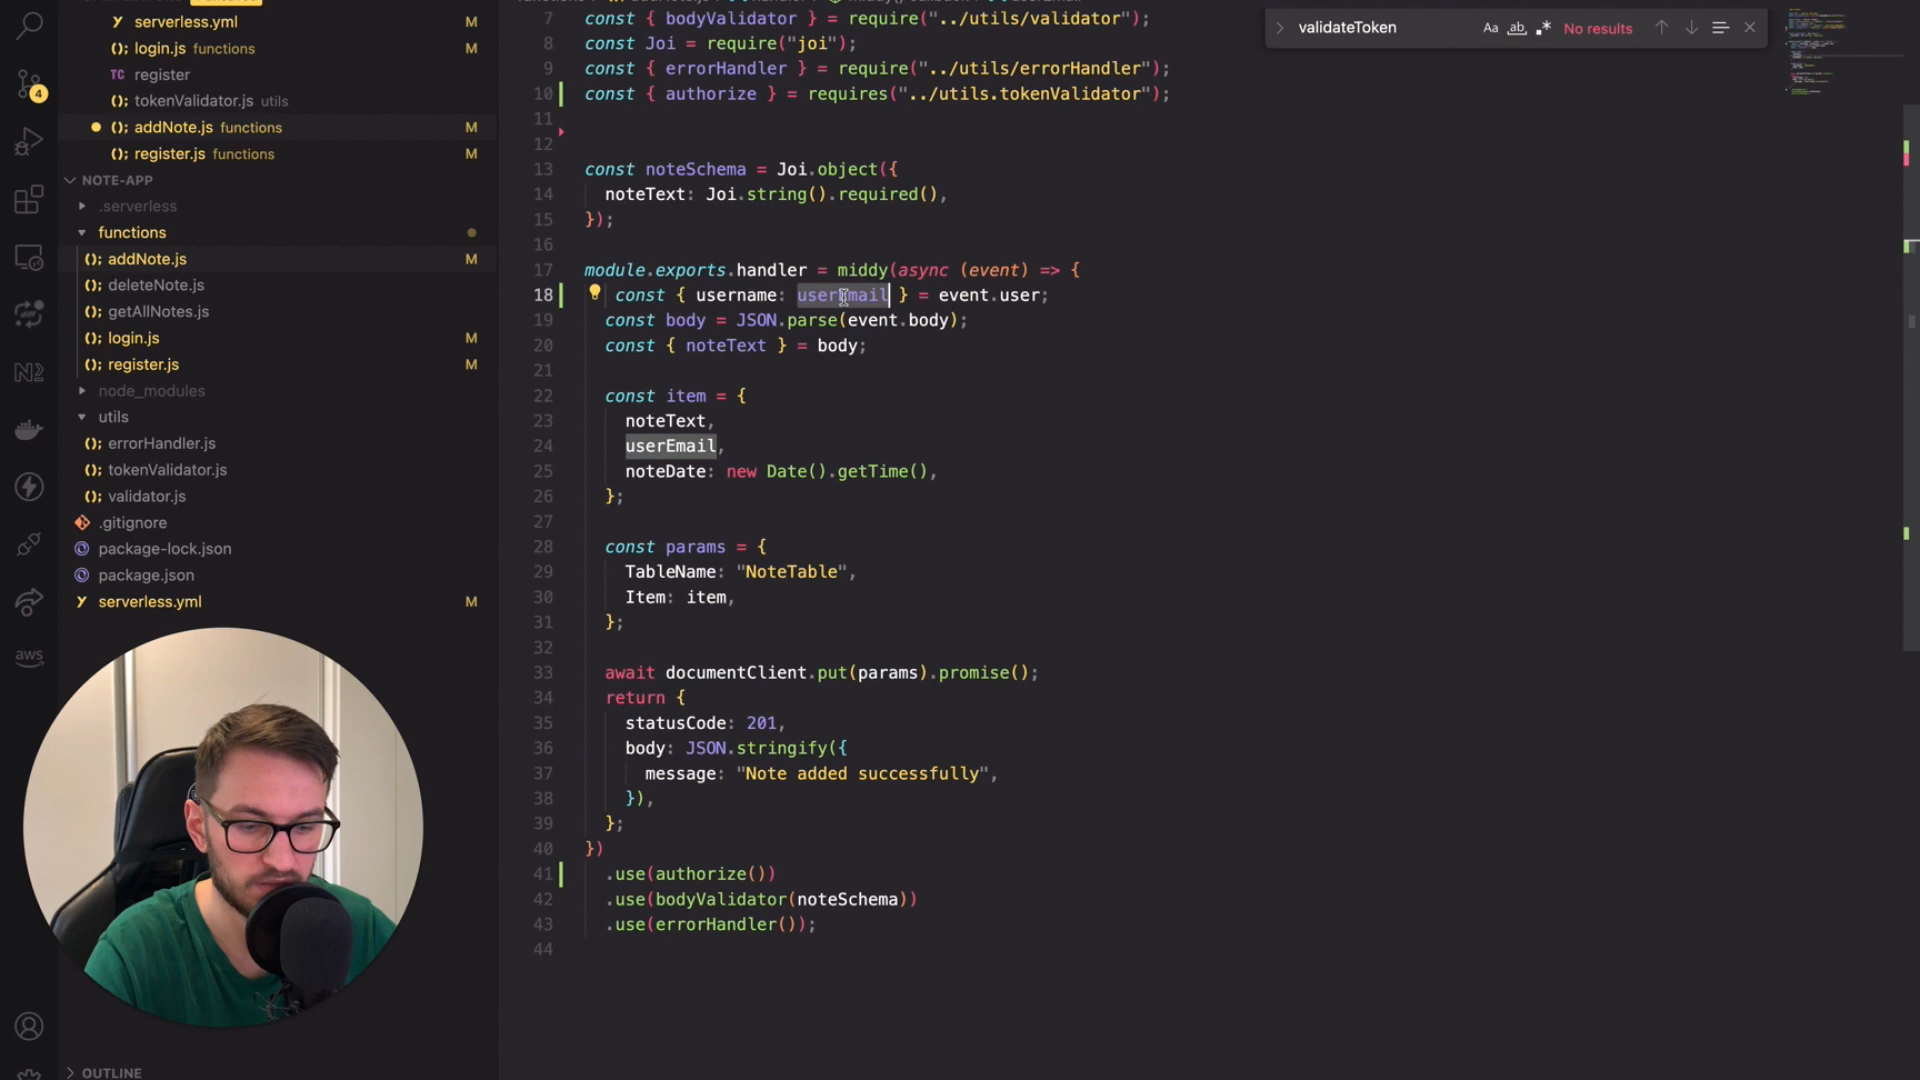 serverless.yml
login.js functions
register
tokenValidator.js utils
addNote.js functions M
register.js functions M
NOTE-APP
.serverless
functions
addNote.js
deleteNote.js
getAllNotes.js
login.js M
register.js M
node_modules
utils
errorHandler.js
tokenValidator.js
validator.js
.gitignore
package-lock.json
package.json
serverless.yml M
OUTLINE
4
aws
validateToken
Aa
ab
No results
7 const { bodyValidator } = require("../utils/validator");
8 const Joi = require("joi");
9 const { errorHandler } = require("../utils/errorHandler");
10 const { authorize } = requires("../utils.tokenValidator");
11
12
13 const noteSchema = Joi.object({
14 noteText: Joi.string().required(),
15 });
16
17 module.exports.handler = middy(async (event) => {
18 const { username: userEmail } = event.user;
19 const body = JSON.parse(event.body);
20 const { noteText } = body;
21
22 const item = {
23 noteText,
24 userEmail,
25 noteDate: new Date().getTime(),
26 };
27
28 const params = {
29 TableName: "NoteTable",
30 Item: item,
31 };
32
33 await documentClient.put(params).promise();
34 return {
35 statusCode: 201,
36 body: JSON.stringify({
37 message: "Note added successfully",
38 }),
39 };
40 })
41 .use(authorize())
42 .use(bodyValidator(noteSchema))
43 .use(errorHandler());
44